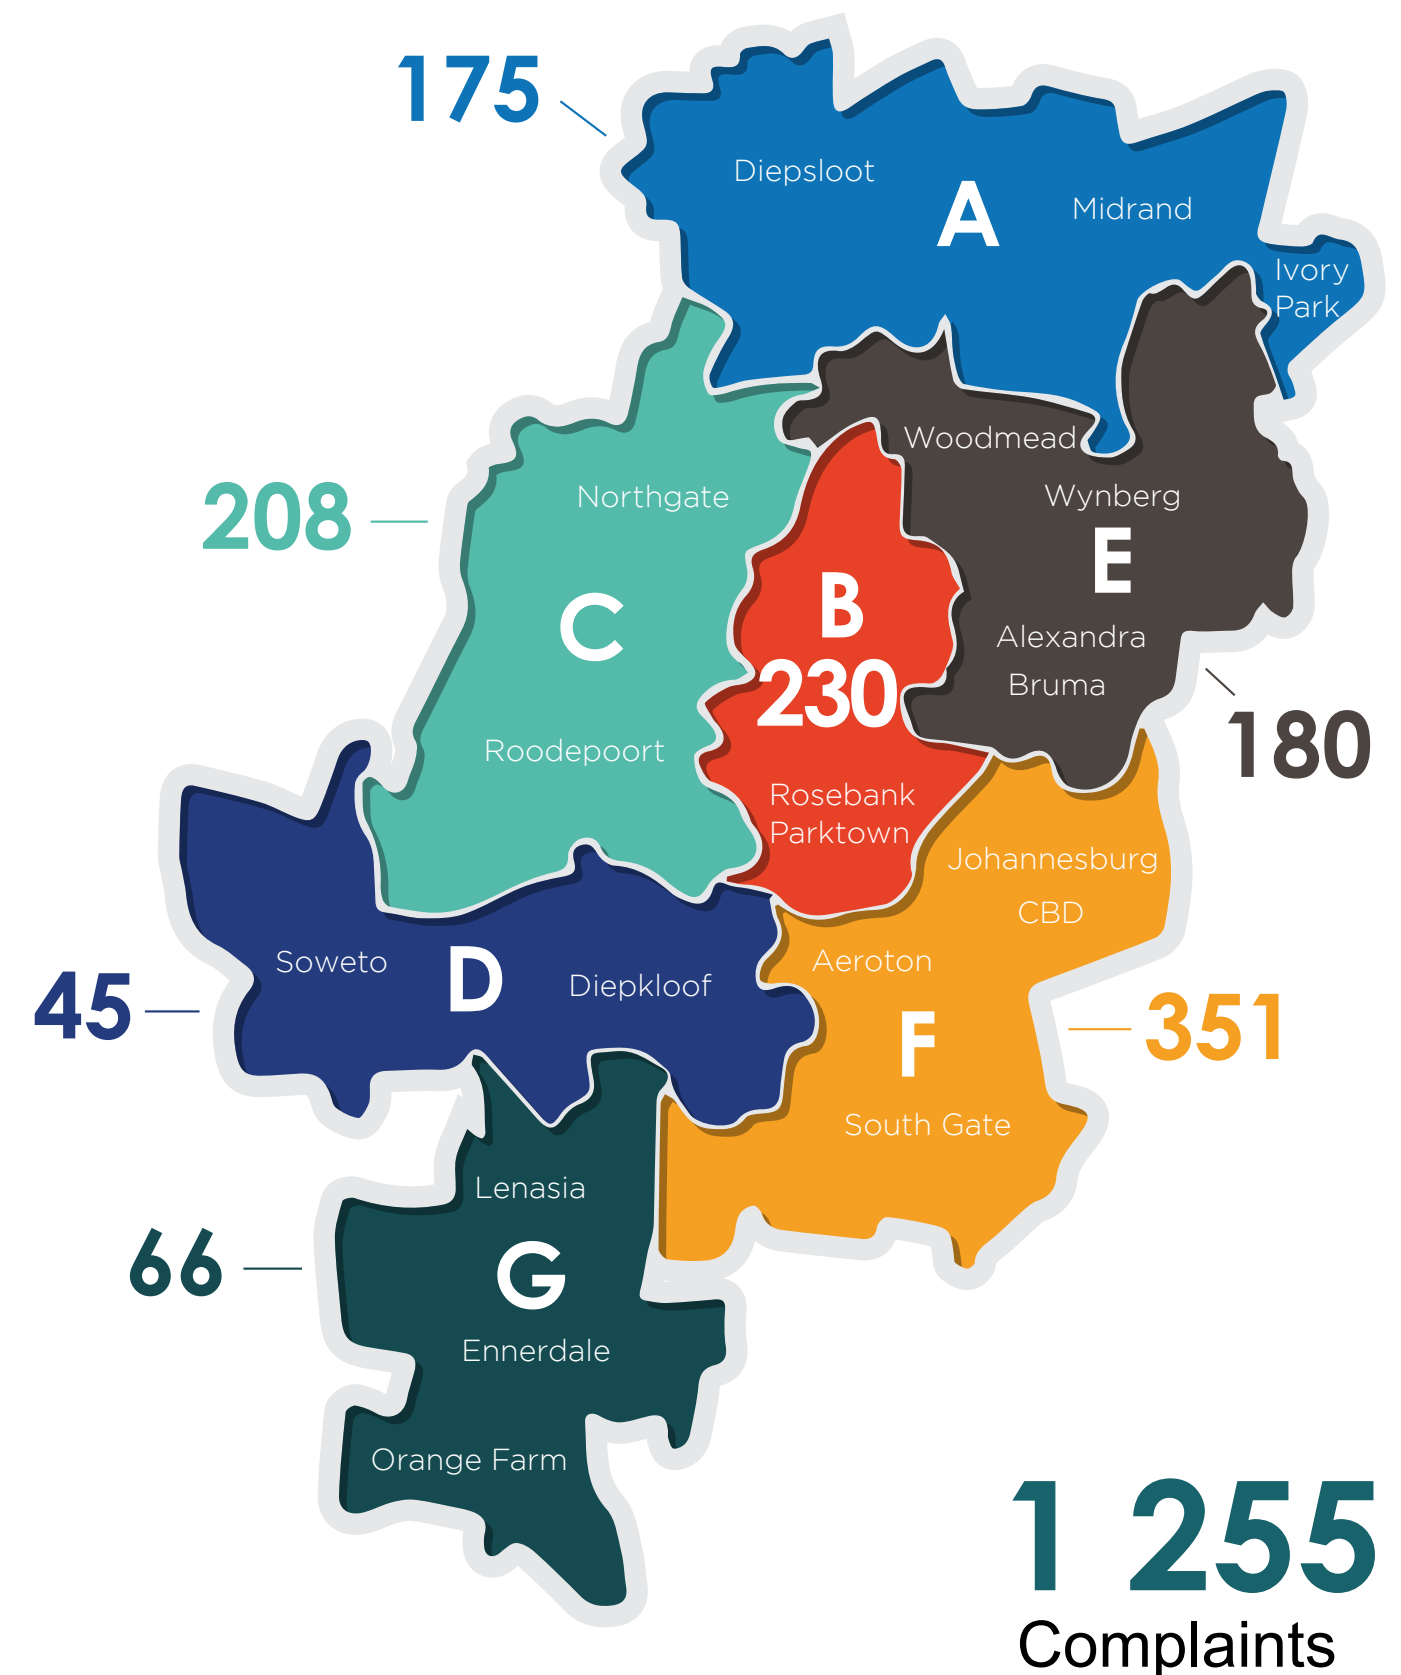 175
Diepsloot
A
Midrand
Ivory
Park
208
Northgate
C
Roodepoort
Woodmead
Wynberg
E
Alexandra
Bruma
180
B
230
Rosebank
Parktown
Johannesburg
CBD
Aeroton
F
351
South Gate
45
Soweto
D
Diepkloof
66
Lenasia
G
Ennerdale
Orange Farm
1 255
Complaints